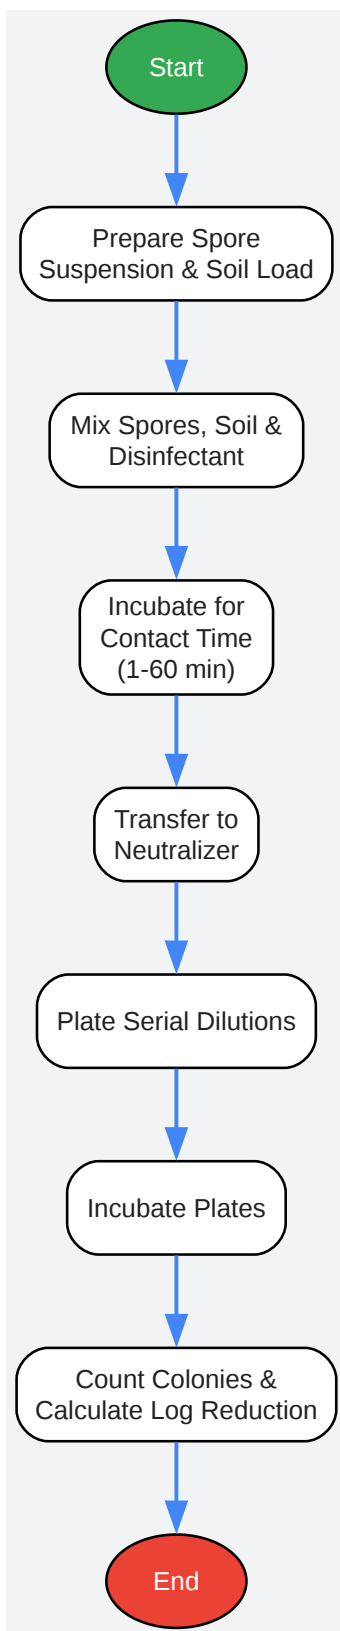 Start
Prepare Spore
Suspension & Soil Load
Mix Spores, Soil &
Disinfectant
Incubate for
Contact Time
(1-60 min)
Transfer to
Neutralizer
Plate Serial Dilutions
Incubate Plates
Count Colonies &
Calculate Log Reduction
End